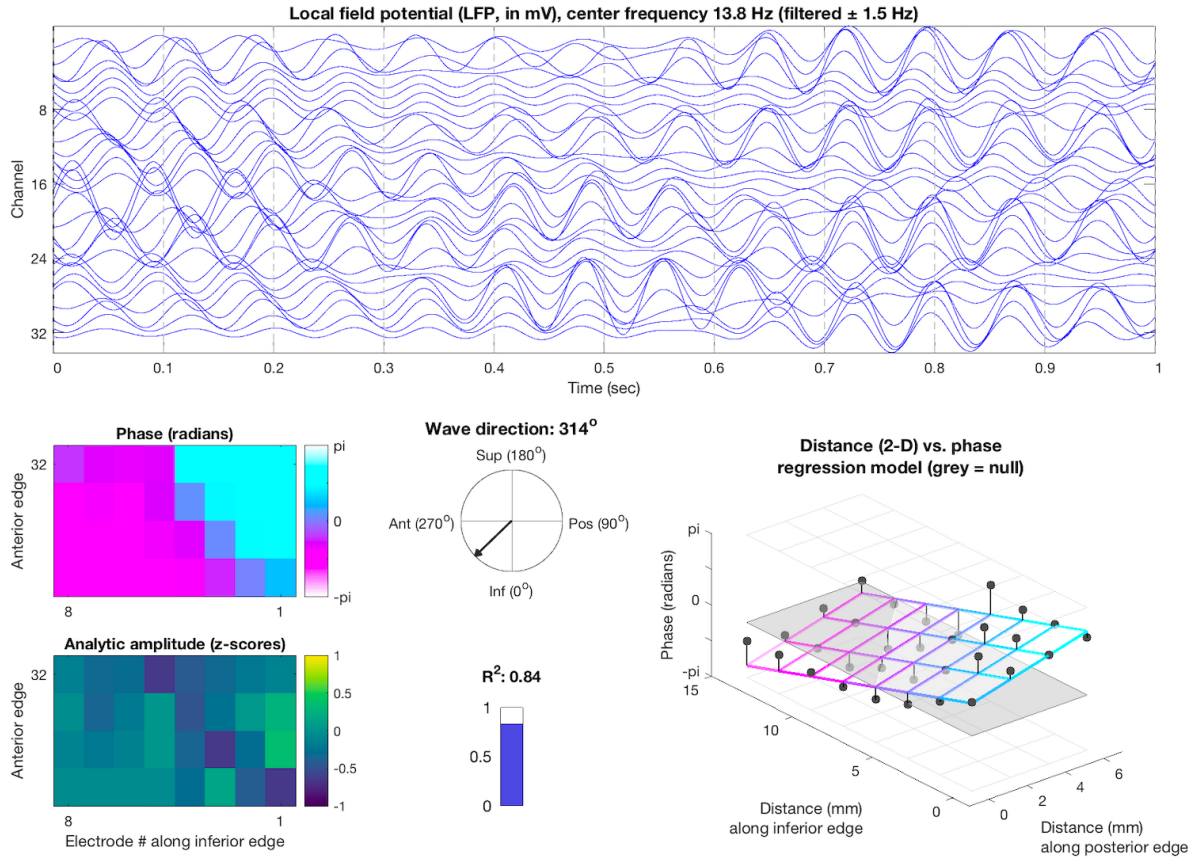 Local field potential (LFP, in mV), center frequency 13.8 Hz (filtered ± 1.5 Hz)
Channel
8
16
24
32
0 0.1 0.2 0.3 0.4 0.5 0.6 0.7 0.8 0.9 1
Time (sec)
Phase (radians)
Anterior edge
32
8 1
pi
0
-pi
Analytic amplitude (z-scores)
Anterior edge
32
8 1
Electrode # along inferior edge
1
0.5
0
-0.5
-1
Wave direction: 314°
Sup (180°)
Ant (270°)
Pos (90°)
Inf (0°)
R²: 0.84
1
0.5
0
Distance (2-D) vs. phase
regression model (grey = null)
Phase (radians)
pi
0
-pi
15
10
5
0
0
2
4
6
Distance (mm)
along inferior edge
Distance (mm)
along posterior edge